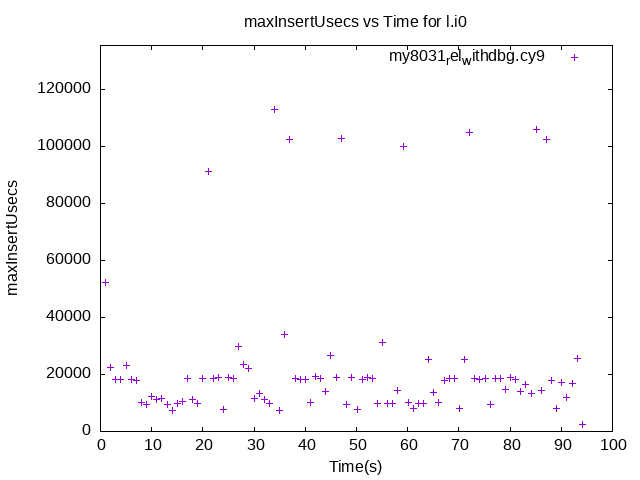 maxInsertUsecs vs Time for l.i0
my8031relwithdbg.cy9
120000
100000
80000
60000
40000
20000
0
maxInsertUsecs
0 10 20 30 40 50 60 70 80 90 100
Time(s)